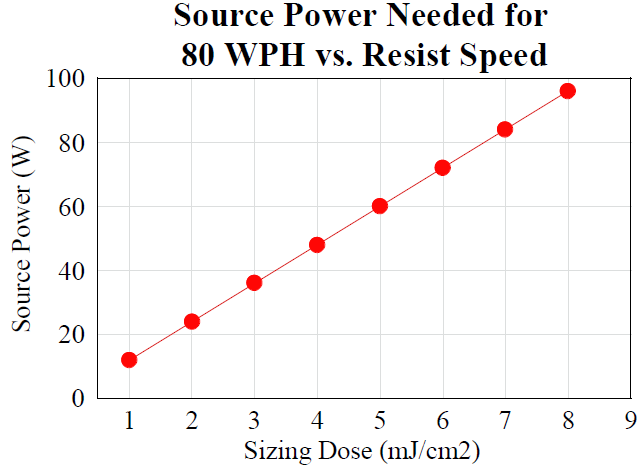 Source Power Needed for
80 WPH vs. Resist Speed
Source Power (W)
100
80
60
40
20
0
1 2 3 4 5 6 7 8 9
Sizing Dose (mJ/cm2)